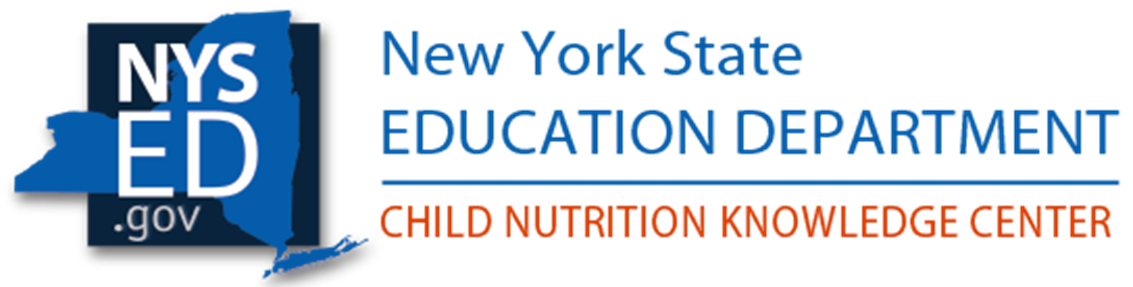 NYS
ED
.gov
New York State
EDUCATION DEPARTMENT
CHILD NUTRITION KNOWLEDGE CENTER